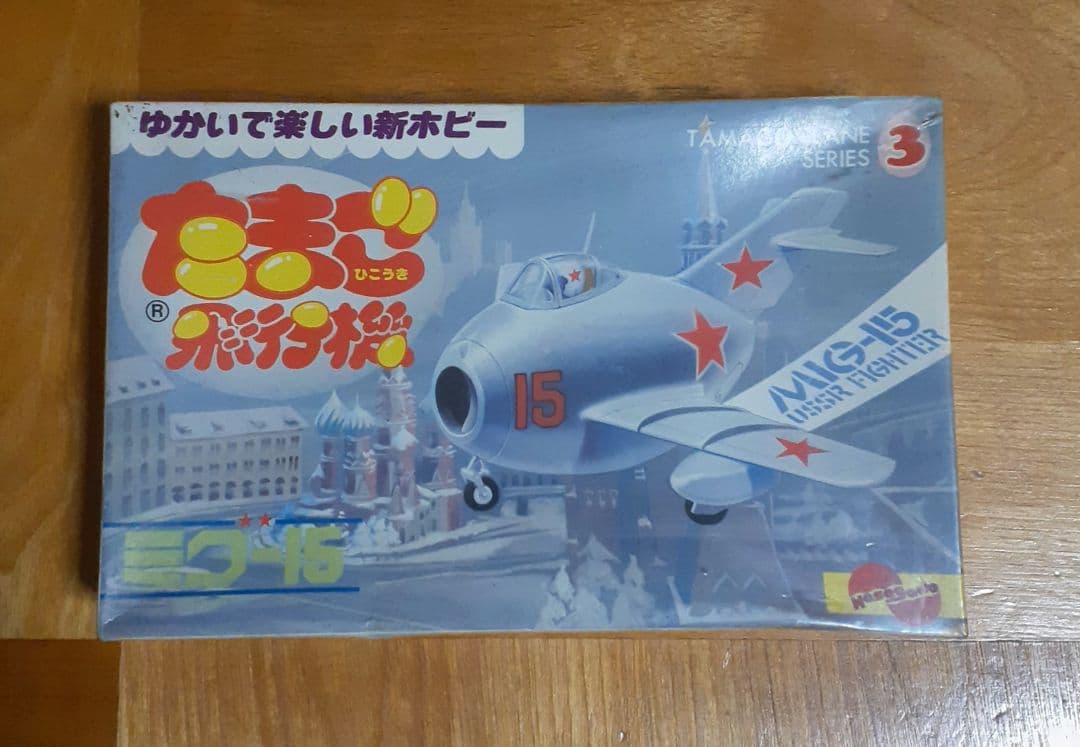 ゆかいで楽しい新ホビー
TAMAGO PLANE
SERIES
3
たまご
ひこうき
飛行機
®
15
MIG-15
USSR FIGHTER
ミグ-15
Hasegawa